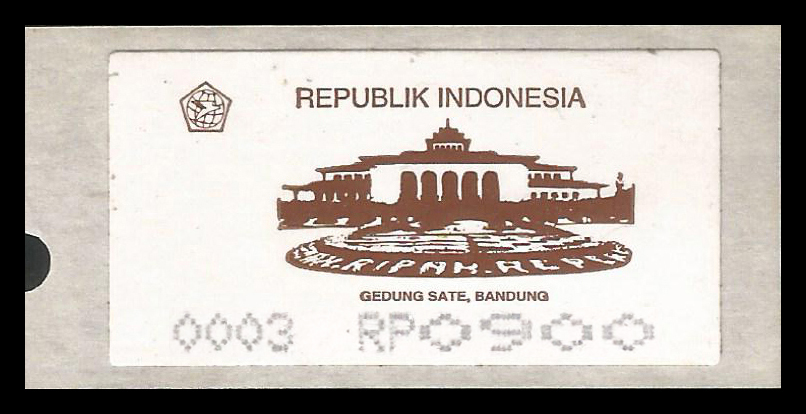 REPUBLIK INDONESIA
GEDUNG SATE, BANDUNG
0003 RP0900